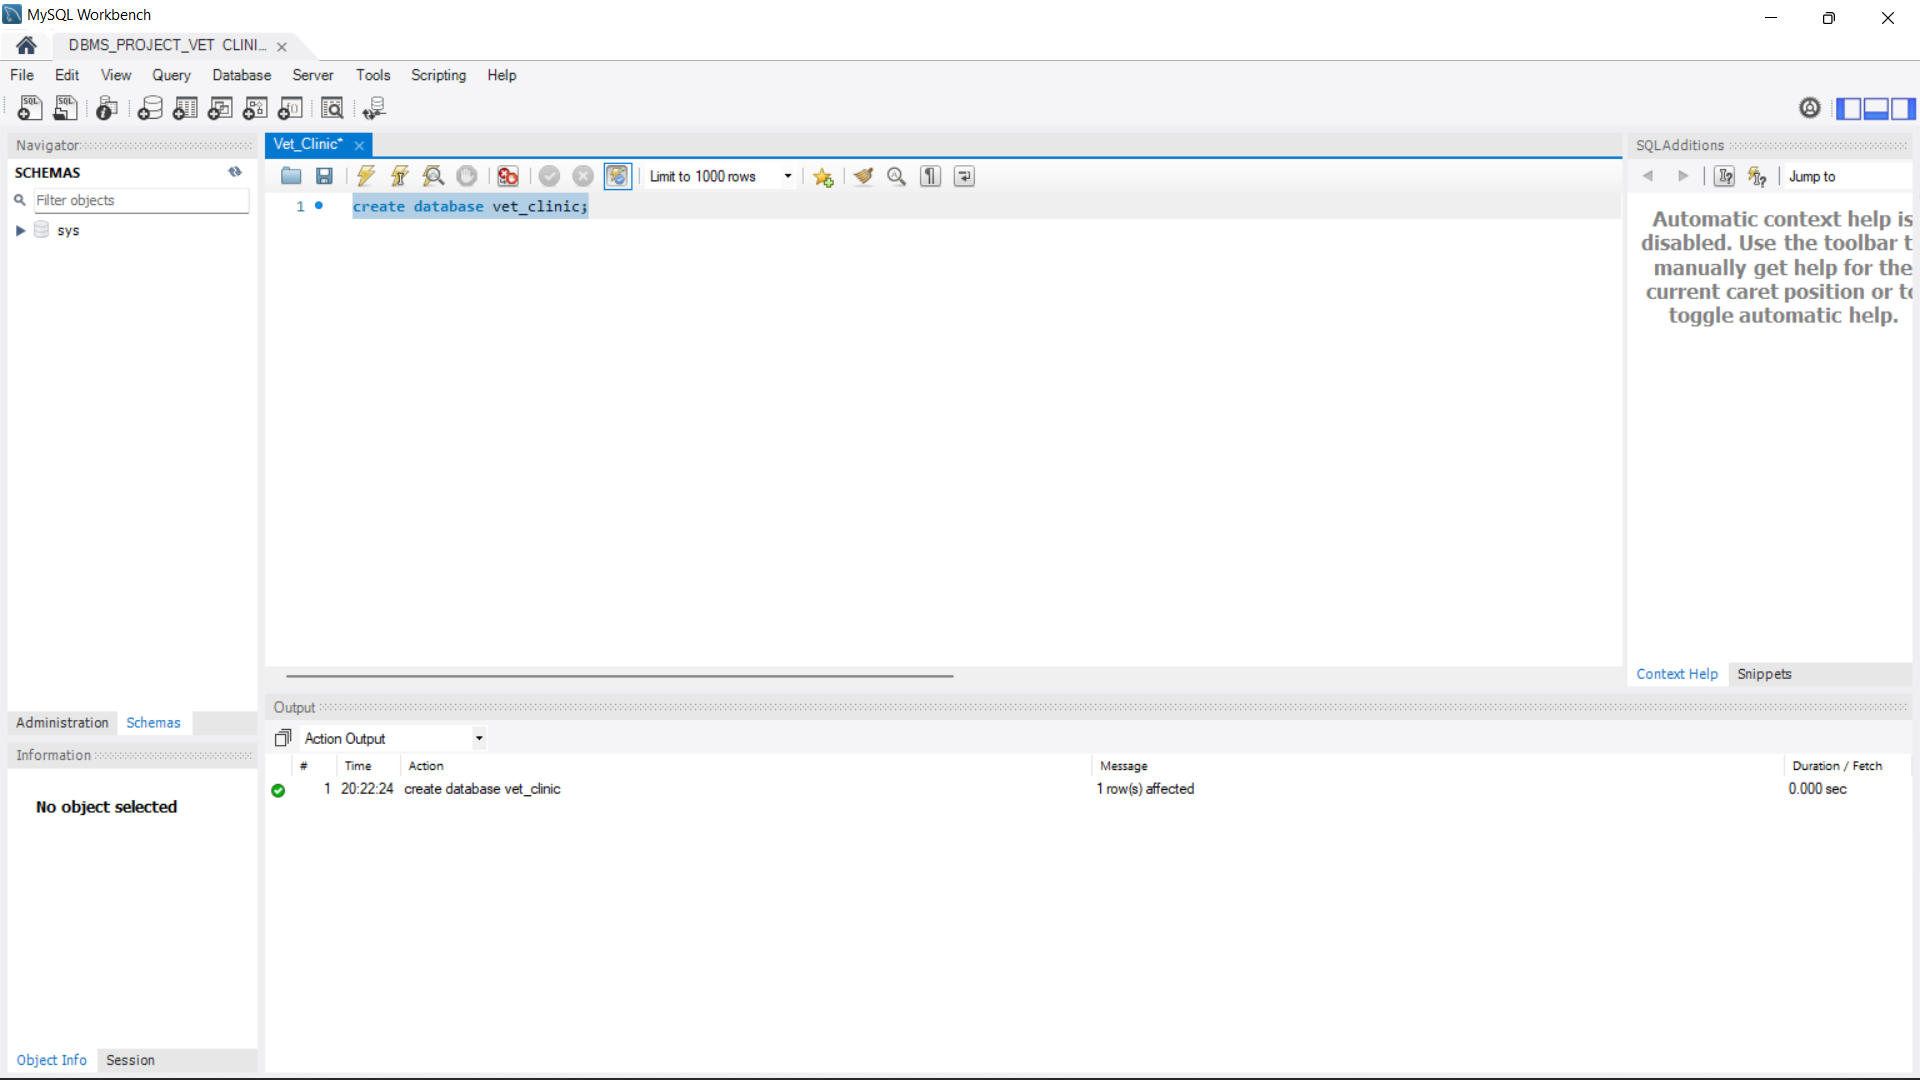 MySQL Workbench
DBMS_PROJECT_VET CLINI...
File Edit View Query Database Server Tools Scripting Help
Navigator
SCHEMAS
Filter objects
sys
Administration Schemas
Information
No object selected
Object Info Session
Vet_Clinic*
Limit to 1000 rows
1 create database vet_clinic;
SQLAdditions
Jump to
Automatic context help is
disabled. Use the toolbar t
manually get help for the
current caret position or to
toggle automatic help.
Context Help Snippets
Output
Action Output
# Time Action Message Duration / Fetch
1 20:22:24 create database vet_clinic 1 row(s) affected 0.000 sec